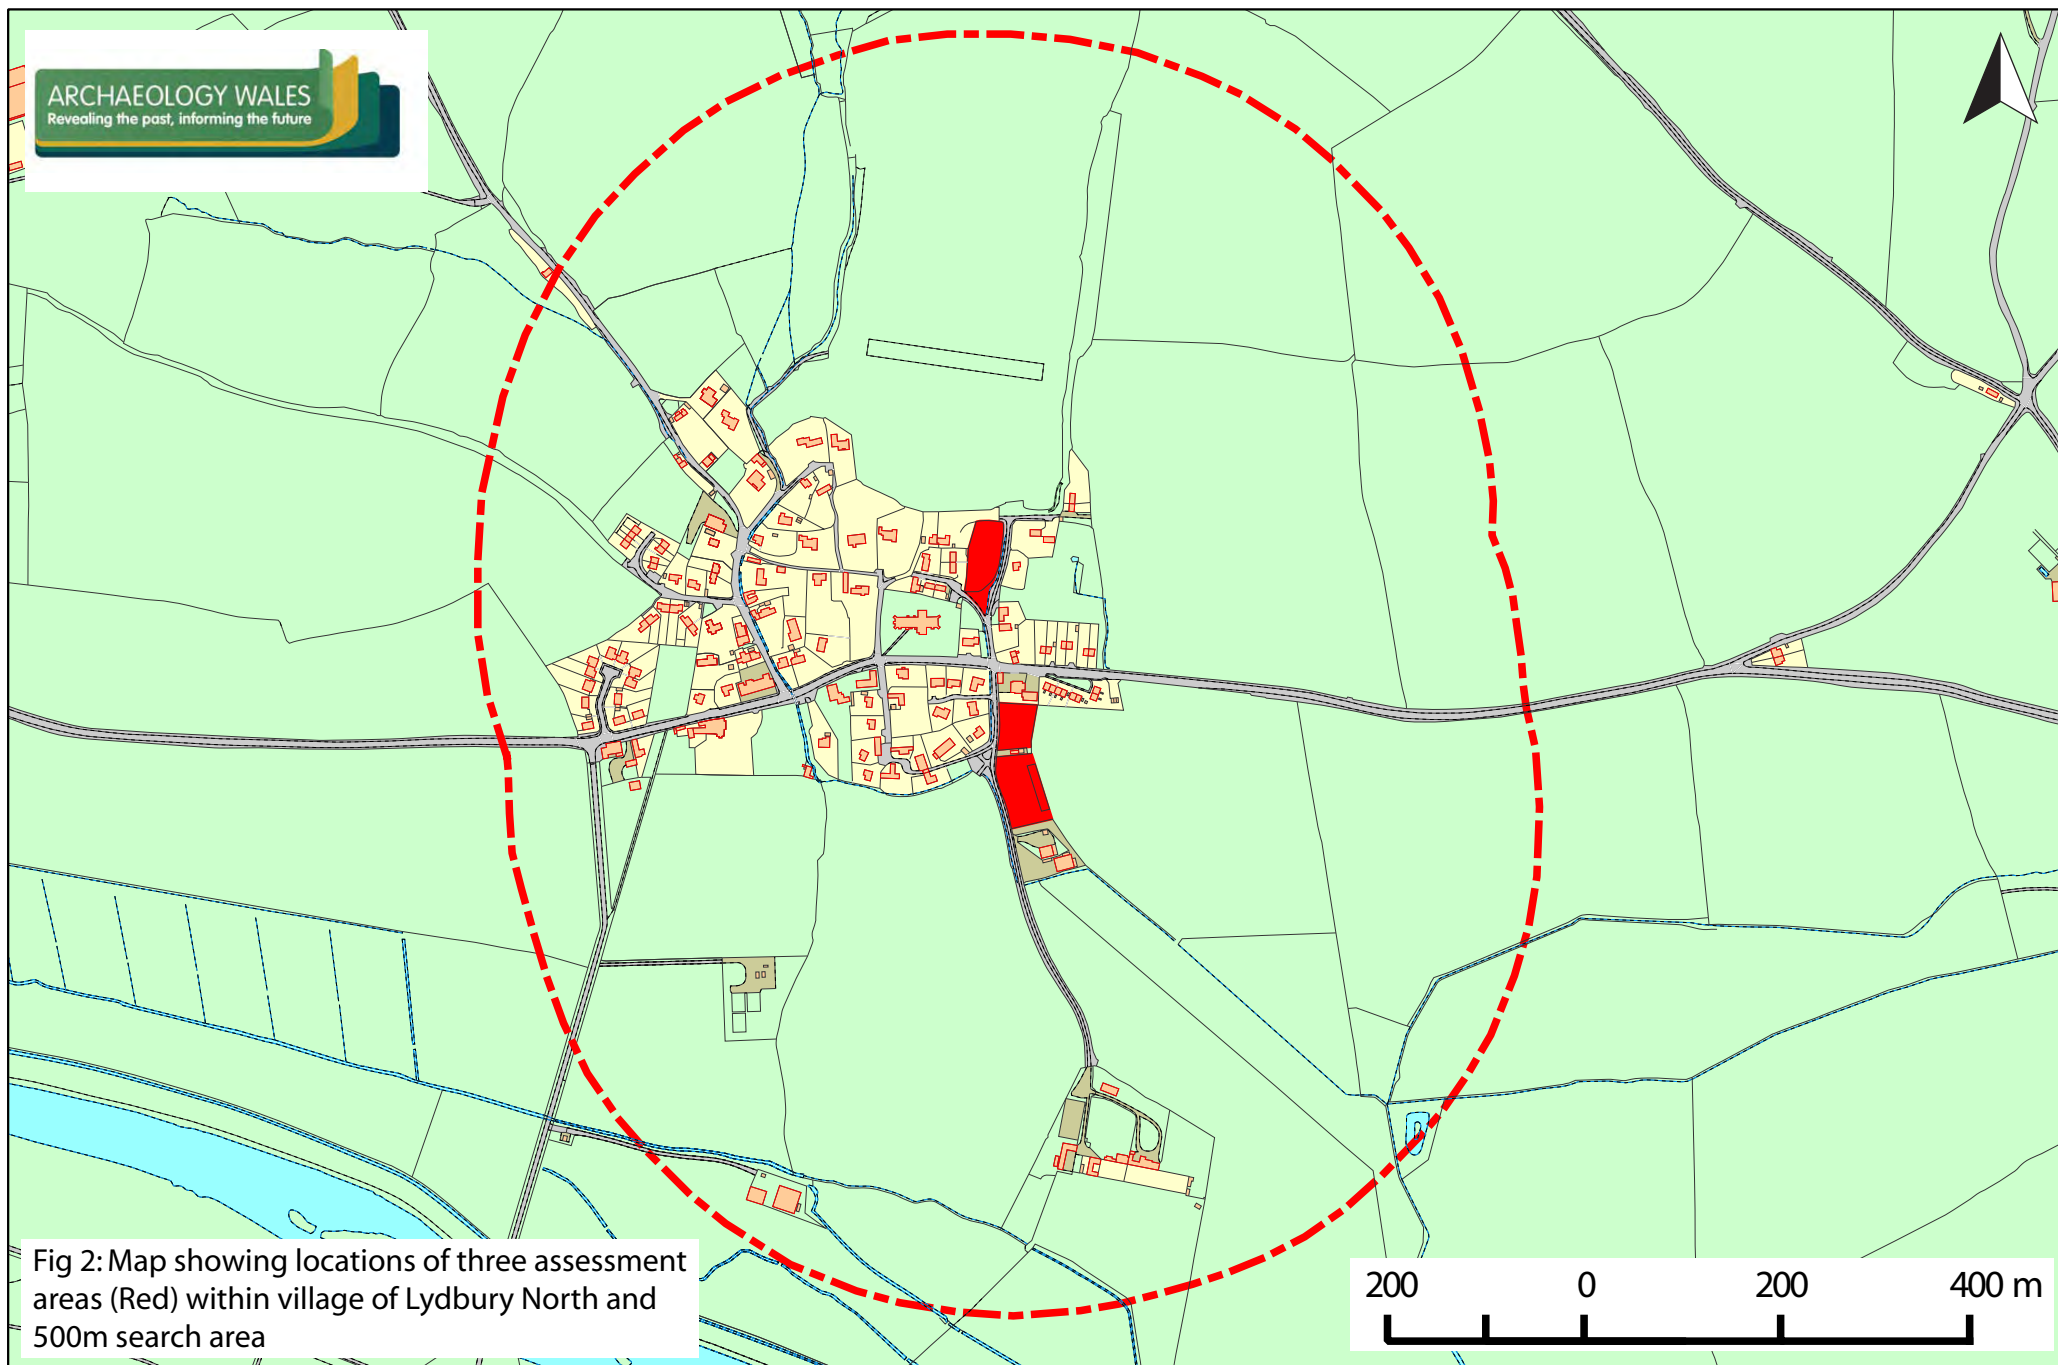 ARCHAEOLOGY WALES
Revealing the past, informing the future
Fig 2: Map showing locations of three assessment
areas (Red) within village of Lydbury North and
500m search area
200 0 200 400 m